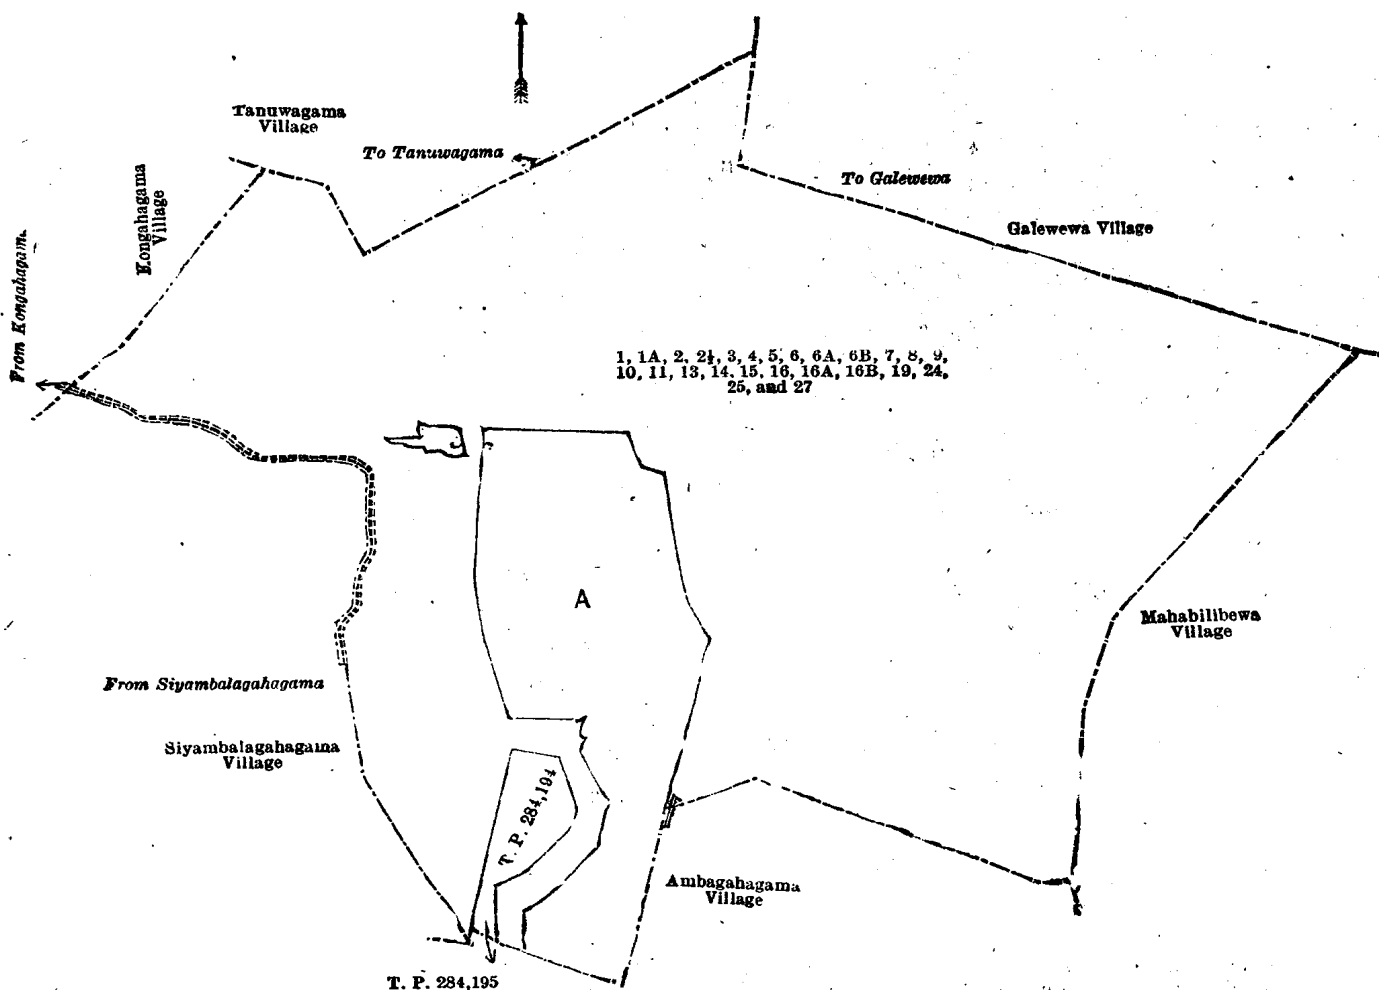 Tanuwagama
Village
To Tanuwagama
Kongahagama
Village
To Galewewa
Galewewa Village
From Kongahagama
1, 1A, 2, 2½, 3, 4, 5, 6, 6A, 6B, 7, 8, 9,
10, 11, 13, 14, 15, 16, 16A, 16B, 19, 24,
25, and 27
A
Mahabilibewa
Village
From Siyambalagahagama
Siyambalagahagama
Village
T. P. 284,194
Ambagahagama
Village
T. P. 284,195